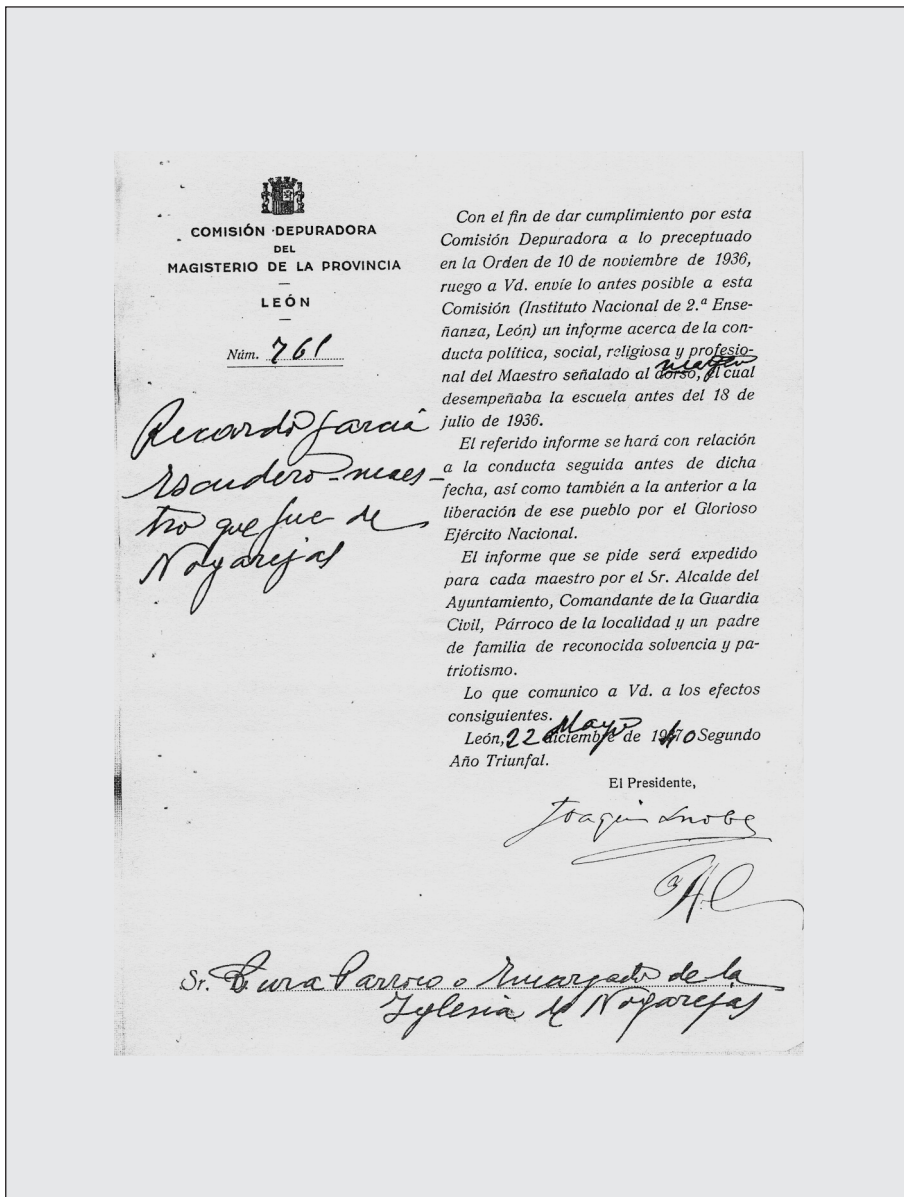 COMISIÓN DEPURADORA
DEL
MAGISTERIO DE LA PROVINCIA
LEÓN
Núm. 761
Ricardo García
Escudero - maes-
tro que fue de
Nogarejas
Con el fin de dar cumplimiento por esta
Comisión Depuradora a lo preceptuado
en la Orden de 10 de noviembre de 1936,
ruego a Vd. envíe lo antes posible a esta
Comisión (Instituto Nacional de 2.ª Ense-
ñanza, León) un informe acerca de la con-
ducta política, social, religiosa y profesio-
nal del Maestro señalado al dorso, margen el cual
desempeñaba la escuela antes del 18 de
julio de 1936.
El referido informe se hará con relación
a la conducta seguida antes de dicha
fecha, así como también a la anterior a la
liberación de ese pueblo por el Glorioso
Ejército Nacional.
El informe que se pide será expedido
para cada maestro por el Sr. Alcalde del
Ayuntamiento, Comandante de la Guardia
Civil, Párroco de la localidad y un padre
de familia de reconocida solvencia y pa-
triotismo.
Lo que comunico a Vd. a los efectos
consiguientes.
León, 22 diciembre Mayo de 1940 Segundo
Año Triunfal.
El Presidente,
Joaquin
Sr. Cura Parroco o Encargado de la
Iglesia de Nogarejas